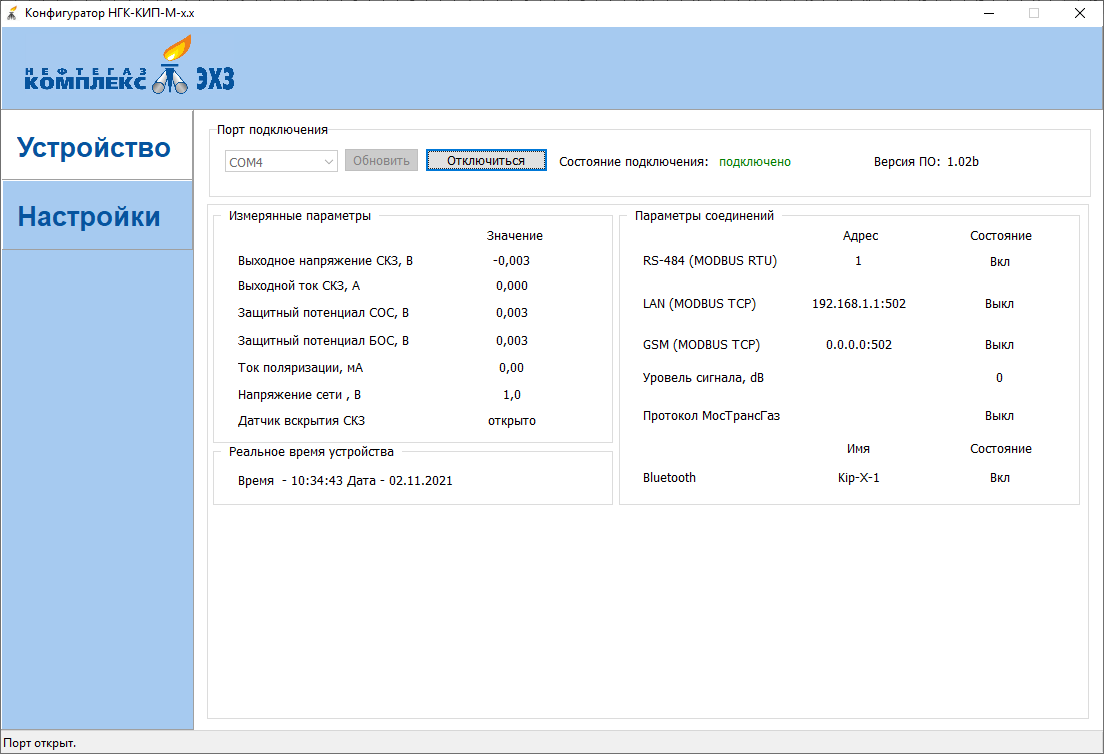 Конфигуратор НГК-КИП-М-х.х
НЕФТЕГАЗ
КОМПЛЕКС ЭХЗ
Устройство
Настройки
Порт подключения
COM4 Обновить Отключиться Состояние подключения: подключено Версия ПО: 1.02b
Измерянные параметры
Значение
Выходное напряжение СКЗ, В -0,003
Выходной ток СКЗ, А 0,000
Защитный потенциал СОС, В 0,003
Защитный потенциал БОС, В 0,003
Ток поляризации, мА 0,00
Напряжение сети , В 1,0
Датчик вскрытия СКЗ открыто
Реальное время устройства
Время - 10:34:43 Дата - 02.11.2021
Параметры соединений
Адрес Состояние
RS-484 (MODBUS RTU) 1 Вкл
LAN (MODBUS TCP) 192.168.1.1:502 Выкл
GSM (MODBUS TCP) 0.0.0.0:502 Выкл
Уровень сигнала, dB 0
Протокол МосТрансГаз Выкл
Имя Состояние
Bluetooth Kip-X-1 Вкл
Порт открыт.